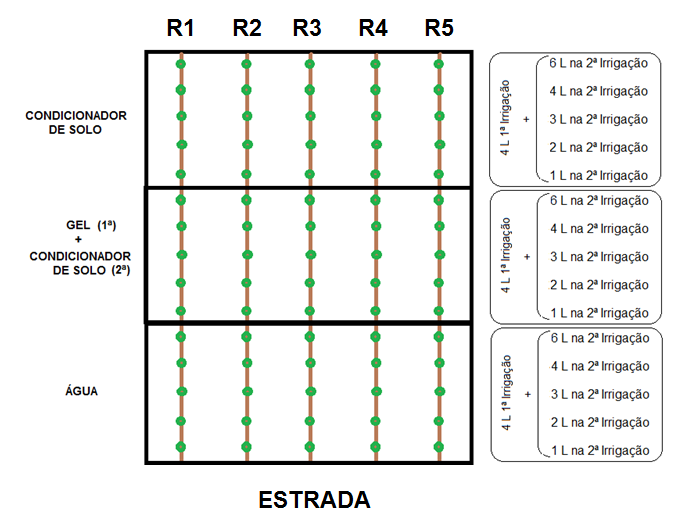 R1 R2 R3 R4 R5
CONDICIONADOR
DE SOLO
4 L 1ª Irrigação
+
6 L na 2ª Irrigação
4 L na 2ª Irrigação
3 L na 2ª Irrigação
2 L na 2ª Irrigação
1 L na 2ª Irrigação
GEL (1ª)
+
CONDICIONADOR
DE SOLO (2ª)
4 L 1ª Irrigação
+
6 L na 2ª Irrigação
4 L na 2ª Irrigação
3 L na 2ª Irrigação
2 L na 2ª Irrigação
1 L na 2ª Irrigação
ÁGUA
4 L 1ª Irrigação
+
6 L na 2ª Irrigação
4 L na 2ª Irrigação
3 L na 2ª Irrigação
2 L na 2ª Irrigação
1 L na 2ª Irrigação
ESTRADA